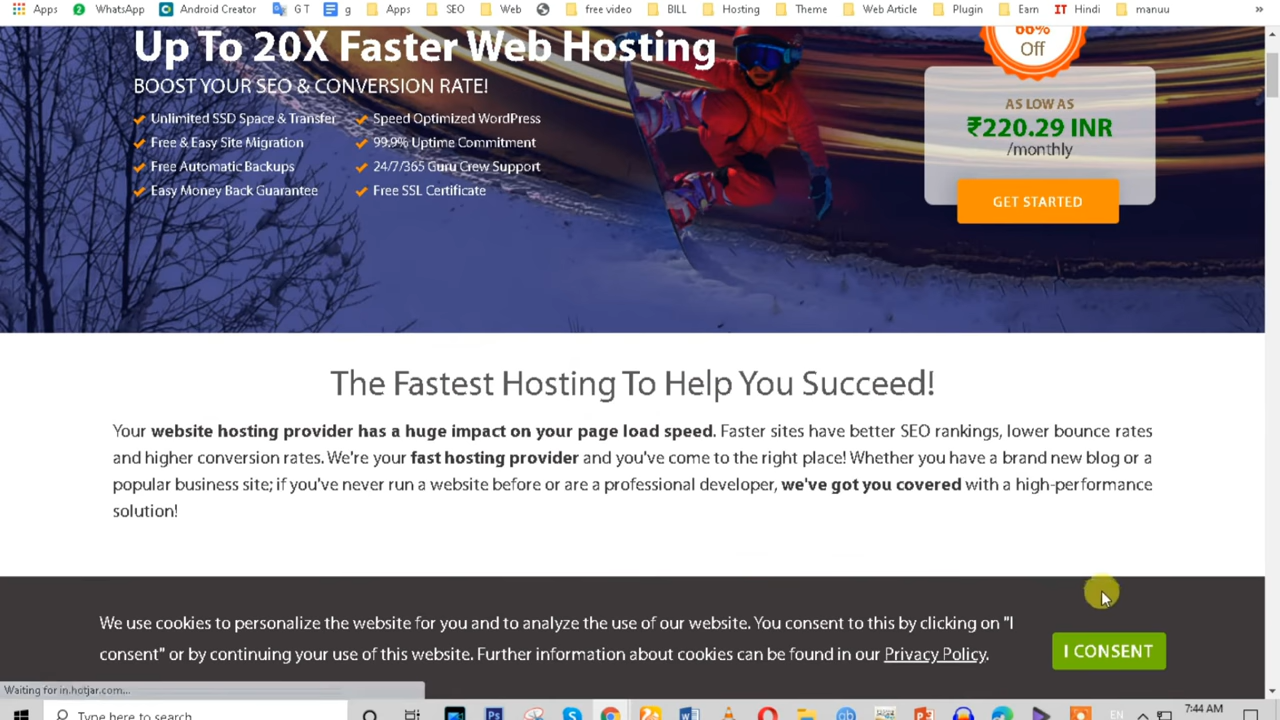 Apps WhatsApp Android Creator G T g Apps SEO Web free video BILL Hosting Theme Web Article Plugin Earn IT Hindi manuu »
Up To 20X Faster Web Hosting
BOOST YOUR SEO & CONVERSION RATE!
Unlimited SSD Space & Transfer
Free & Easy Site Migration
Free Automatic Backups
Easy Money Back Guarantee
Speed Optimized WordPress
99.9% Uptime Commitment
24/7/365 Guru Crew Support
Free SSL Certificate
66%
Off
AS LOW AS
₹220.29 INR
/monthly
GET STARTED
The Fastest Hosting To Help You Succeed!
Your website hosting provider has a huge impact on your page load speed. Faster sites have better SEO rankings, lower bounce rates
and higher conversion rates. We're your fast hosting provider and you've come to the right place! Whether you have a brand new blog or a
popular business site; if you've never run a website before or are a professional developer, we've got you covered with a high-performance
solution!
We use cookies to personalize the website for you and to analyze the use of our website. You consent to this by clicking on "I
consent" or by continuing your use of this website. Further information about cookies can be found in our Privacy Policy.
I CONSENT
Waiting for in.hotjar.com...
Type here to search
EN
7:44 AM